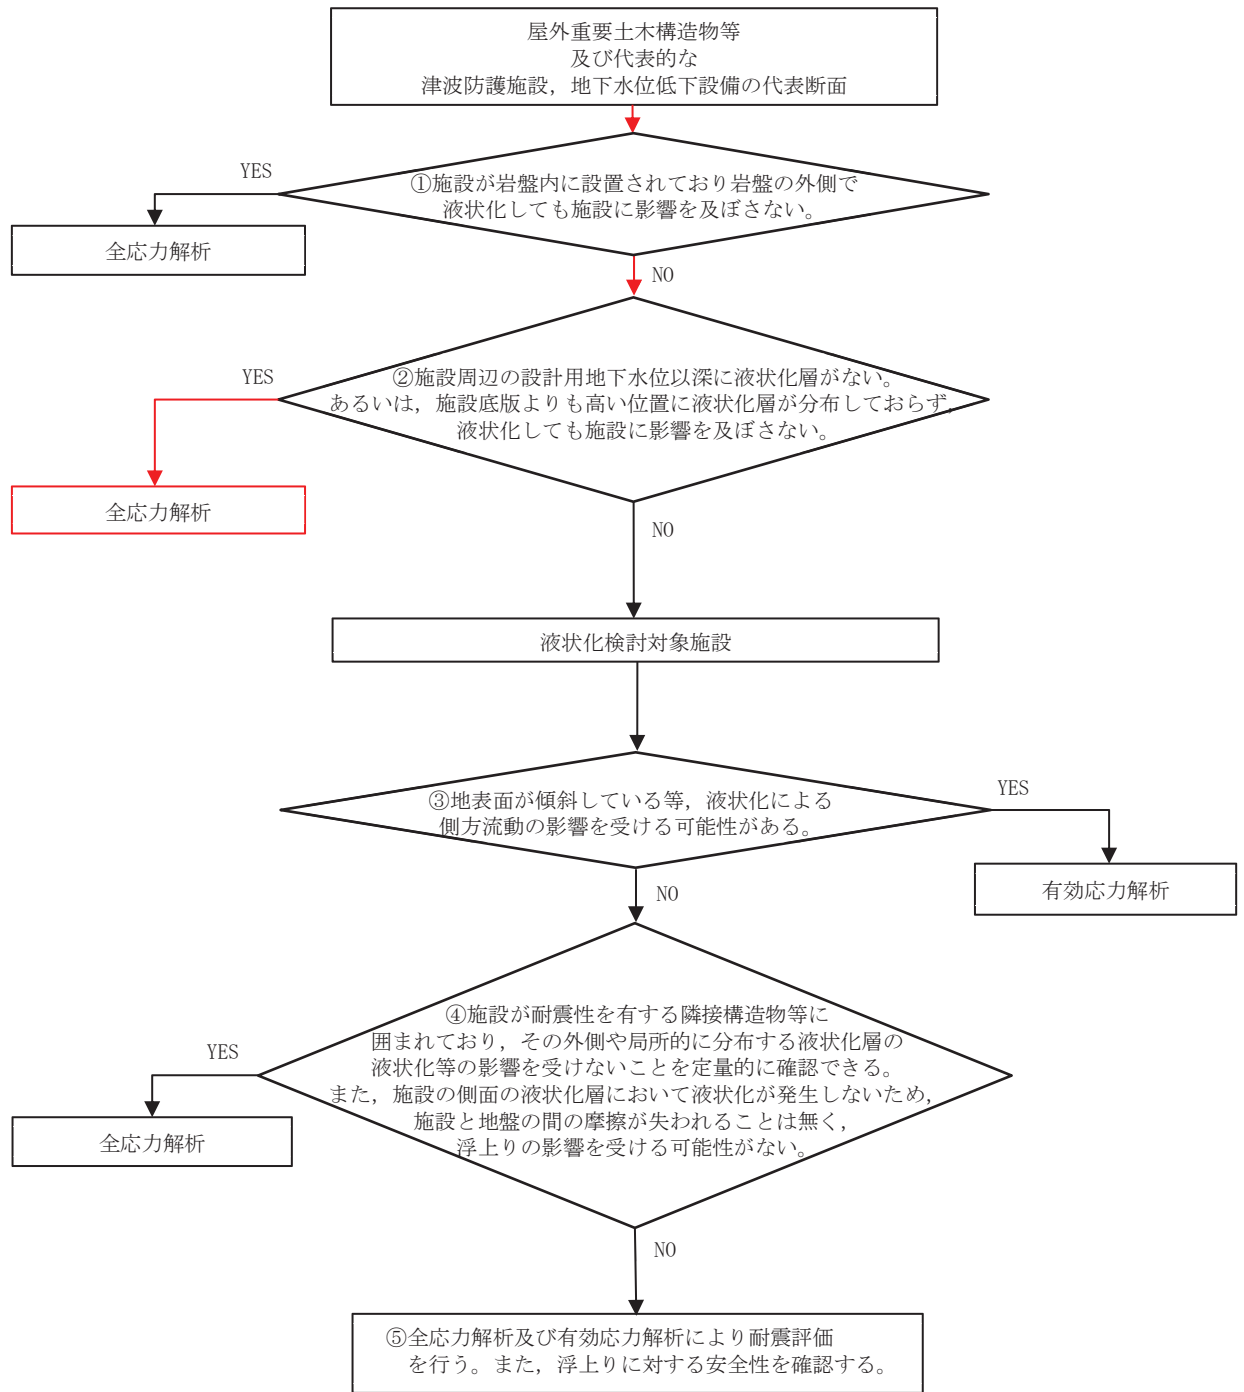 屋外重要土木構造物等
及び代表的な
津波防護施設，地下水位低下設備の代表断面
YES
①施設が岩盤内に設置されており岩盤の外側で
液状化しても施設に影響を及ぼさない。
全応力解析
NO
YES
②施設周辺の設計用地下水位以深に液状化層がない。
あるいは，施設底版よりも高い位置に液状化層が分布しておらず，
液状化しても施設に影響を及ぼさない。
全応力解析
NO
液状化検討対象施設
③地表面が傾斜している等，液状化による
側方流動の影響を受ける可能性がある。
YES
有効応力解析
NO
④施設が耐震性を有する隣接構造物等に
囲まれており，その外側や局所的に分布する液状化層の
液状化等の影響を受けないことを定量的に確認できる。
また，施設の側面の液状化層において液状化が発生しないため，
施設と地盤の間の摩擦が失われることは無く，
浮上りの影響を受ける可能性がない。
YES
全応力解析
NO
⑤全応力解析及び有効応力解析により耐震評価
を行う。また，浮上りに対する安全性を確認する。